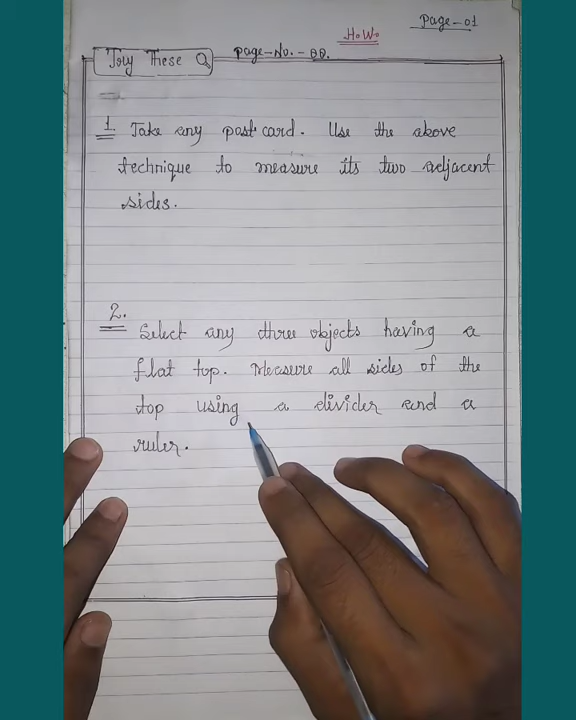 Page-01
H.W.
Try These
Page-No.-88.
1. Take any post card. Use the above
technique to measure its two adjacent
sides.
2.
Select any three objects having a
flat top. Measure all sides of the
top using a divider and a
ruler.